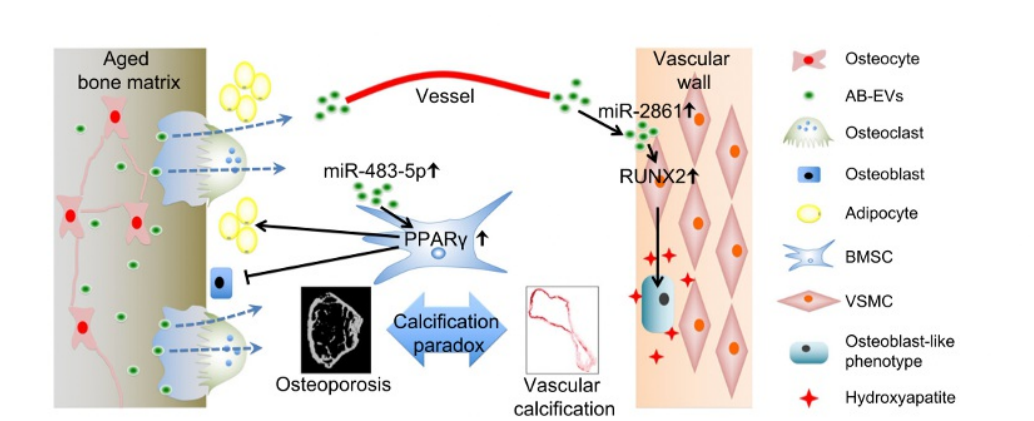 Aged
bone matrix
Vessel
Vascular
wall
miR-2861↑
RUNX2↑
miR-483-5p↑
PPARγ ↑
Calcification
paradox
Osteoporosis
Vascular
calcification
Osteocyte
AB-EVs
Osteoclast
Osteoblast
Adipocyte
BMSC
VSMC
Osteoblast-like
phenotype
Hydroxyapatite